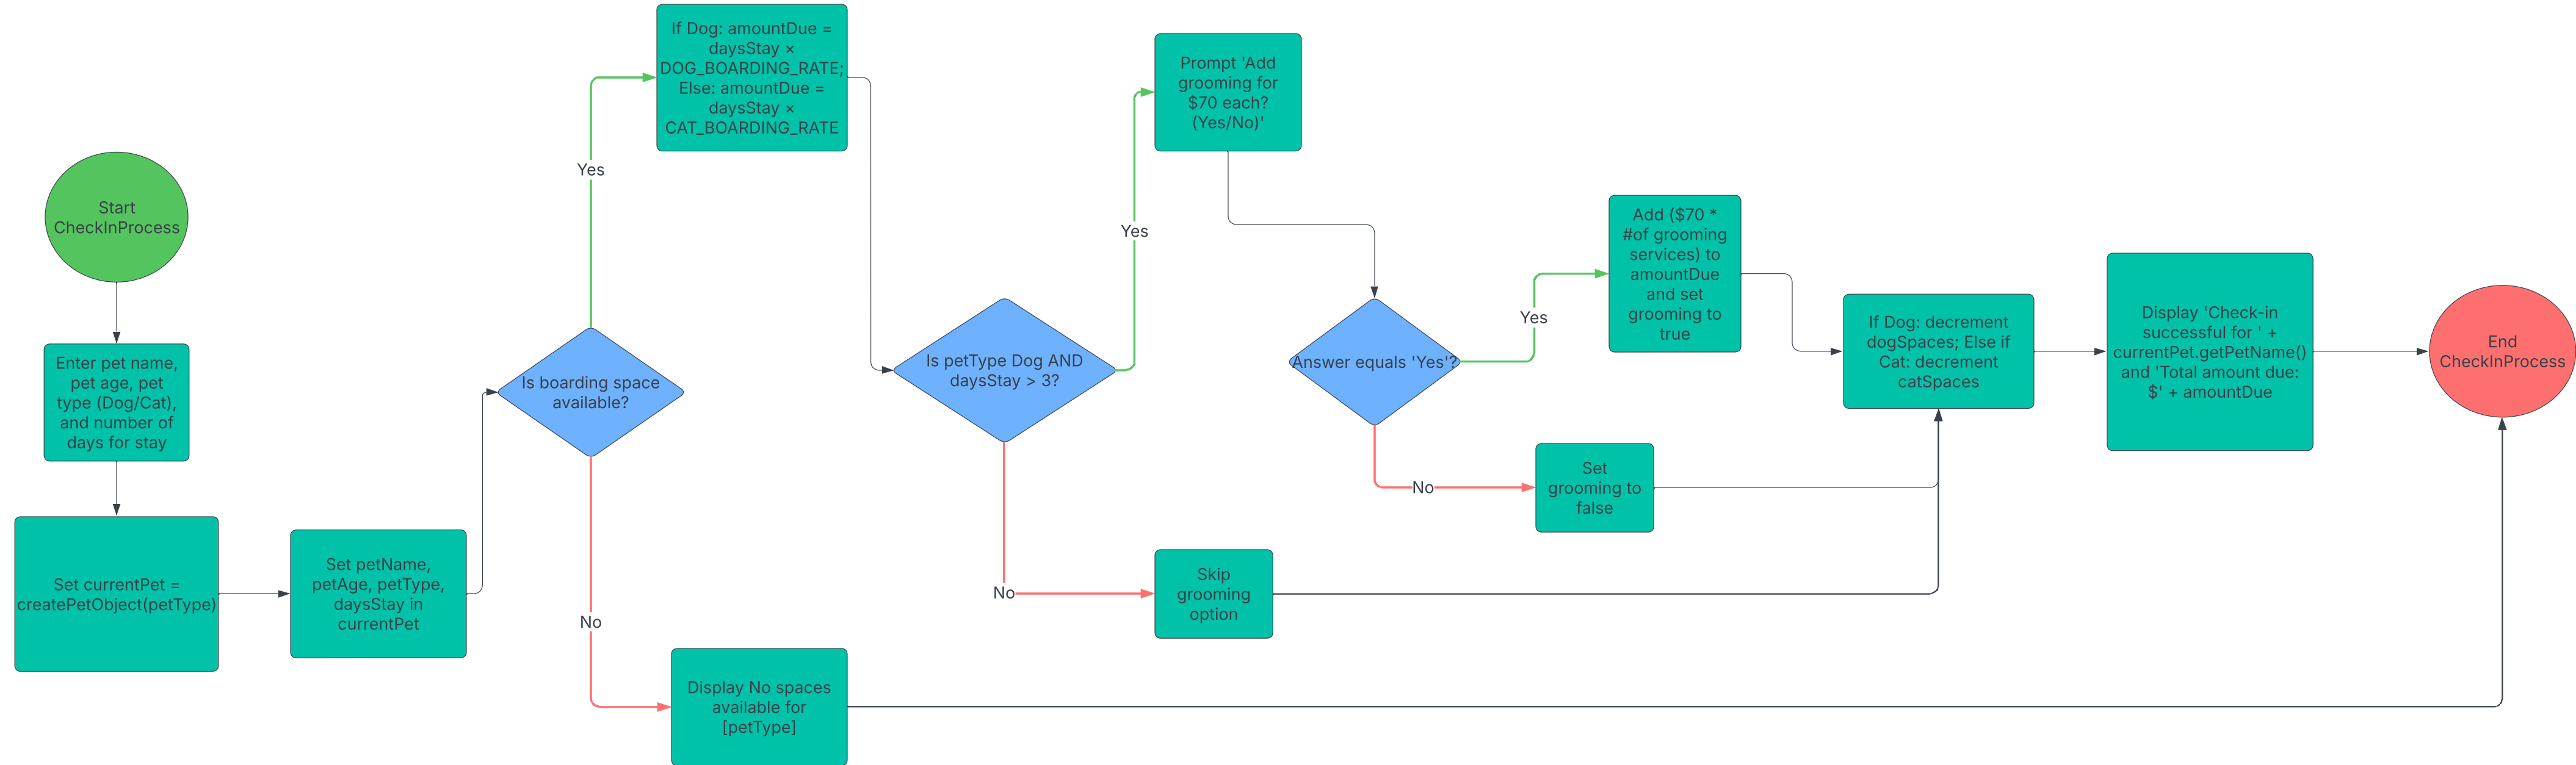 Start
CheckInProcess
Enter pet name,
pet age, pet
type (Dog/Cat),
and number of
days for stay
Set currentPet =
createPetObject(petType)
Set petName,
petAge, petType,
daysStay in
currentPet
Is boarding space
available?
Yes
If Dog: amountDue =
daysStay ×
DOG_BOARDING_RATE;
Else: amountDue =
daysStay ×
CAT_BOARDING_RATE
No
Display No spaces
available for
[petType]
Is petType Dog AND
daysStay > 3?
Yes
Prompt 'Add
grooming for
$70 each?
(Yes/No)'
No
Skip
grooming
option
Answer equals 'Yes'?
Yes
Add ($70 *
#of grooming
services) to
amountDue
and set
grooming to
true
No
Set
grooming to
false
If Dog: decrement
dogSpaces; Else if
Cat: decrement
catSpaces
Display 'Check-in
successful for ' +
currentPet.getPetName()
and 'Total amount due:
$' + amountDue
End
CheckInProcess